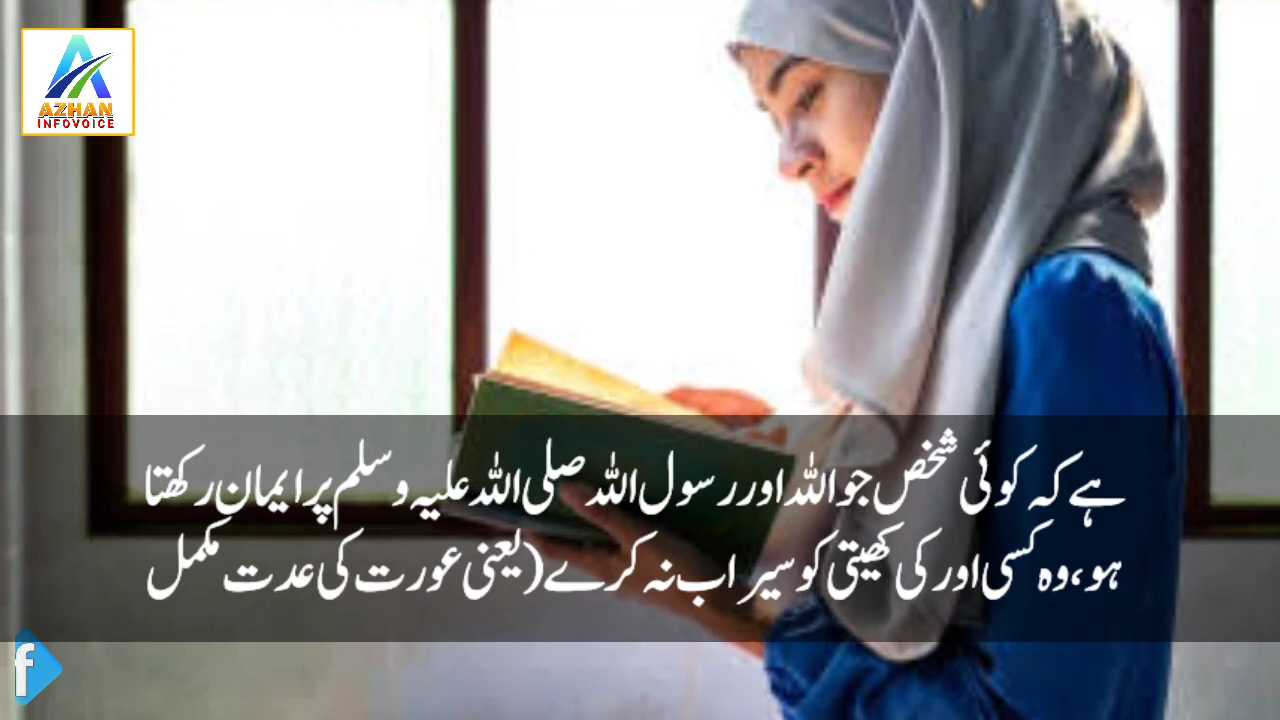 AZHAN
INFOVOICE
ہے کہ کوئی شخص جو اللہ اور رسول اللہ صلی اللہ علیہ وسلم پر ایمان رکھتا
ہو، وہ کسی اور کی کھیتی کو سیراب نہ کرے (یعنی عورت کی عدت مکمل
f